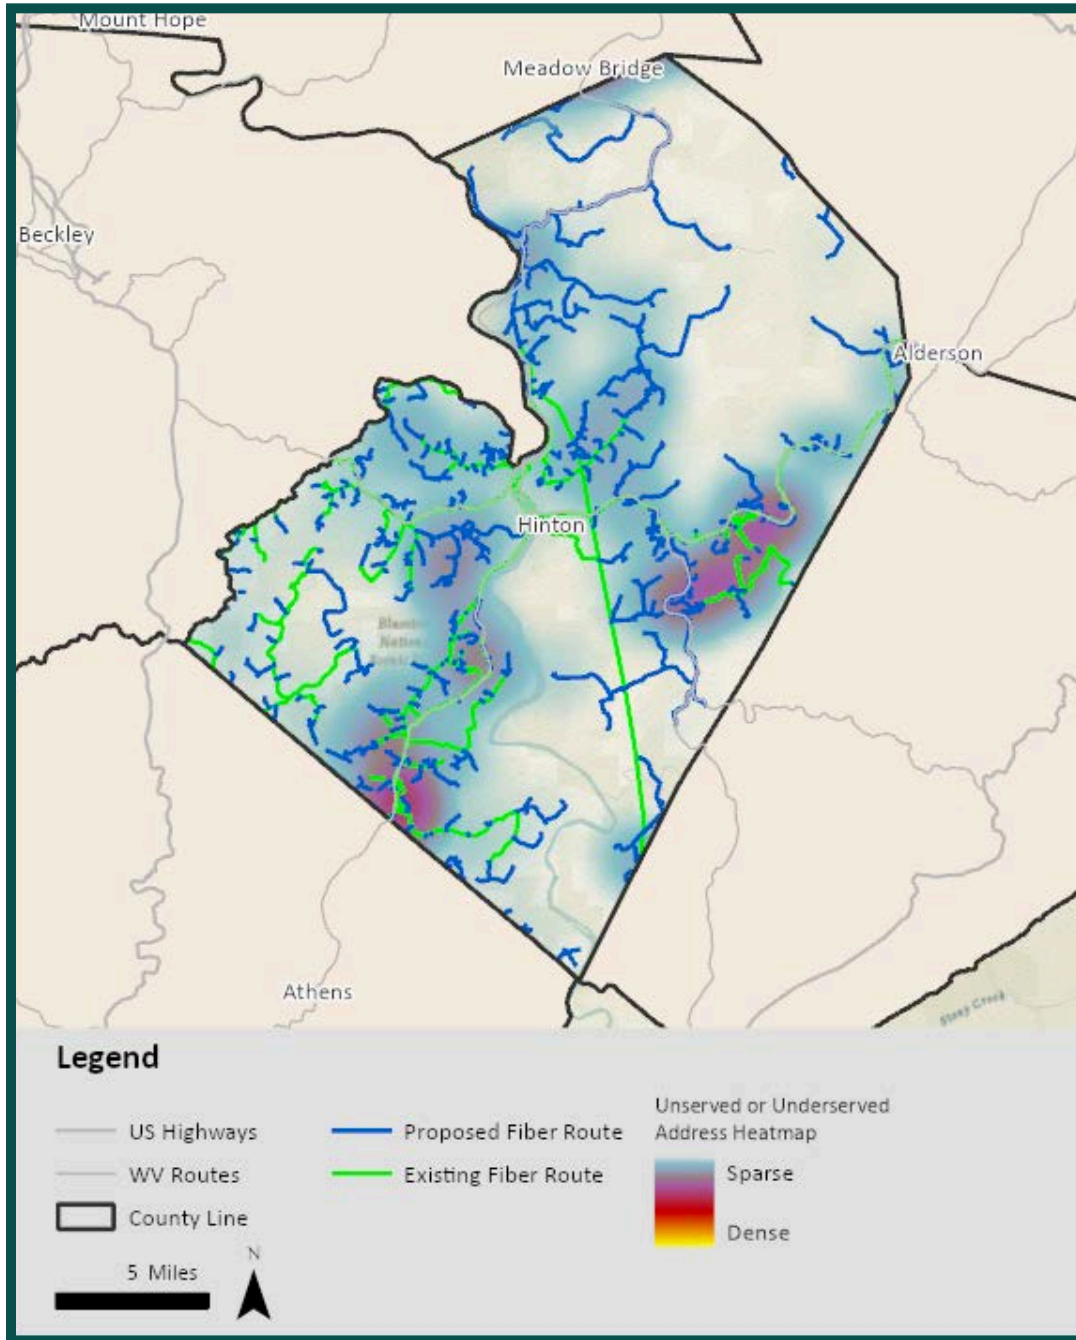 Mount Hope
Meadow Bridge
Beckley
Alderson
Hinton
Athens
Legend
US Highways
WV Routes
County Line
5 Miles
N
Proposed Fiber Route
Existing Fiber Route
Unserved or Underserved
Address Heatmap
Sparse
Dense